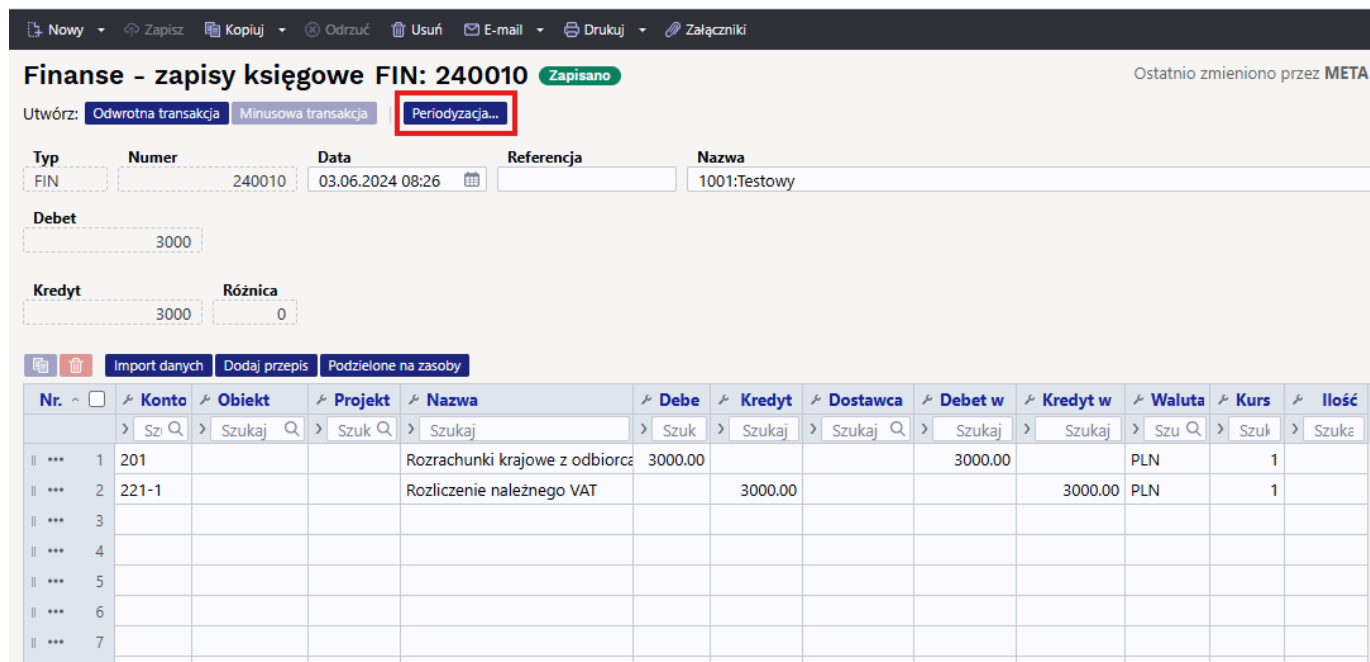 Nowy Zapisz Kopiuj Odrzuć Usuń E-mail Drukuj Załączniki
Finanse - zapisy księgowe FIN: 240010 Zapisano Ostatnio zmieniono przez META
Utwórz: Odwrotna transakcja Minusowa transakcja Periodyzacja...
Typ Numer Data Referencja Nazwa
FIN 240010 03.06.2024 08:26 1001:Testowy
Debet
3000
Kredyt Różnica
3000 0
Import danych Dodaj przepis Podzielone na zasoby
Nr. Konto Obiekt Projekt Nazwa Debe Kredyt Dostawca Debet w Kredyt w Waluta Kurs Ilość
Szu Szukaj Szuk Szukaj Szuk Szukaj Szukaj Szukaj Szukaj Szu Szuk Szuka
1 201 Rozrachunki krajowe z odbiorca 3000.00 3000.00 PLN 1
2 221-1 Rozliczenie należnego VAT 3000.00 3000.00 PLN 1
3
4
5
6
7